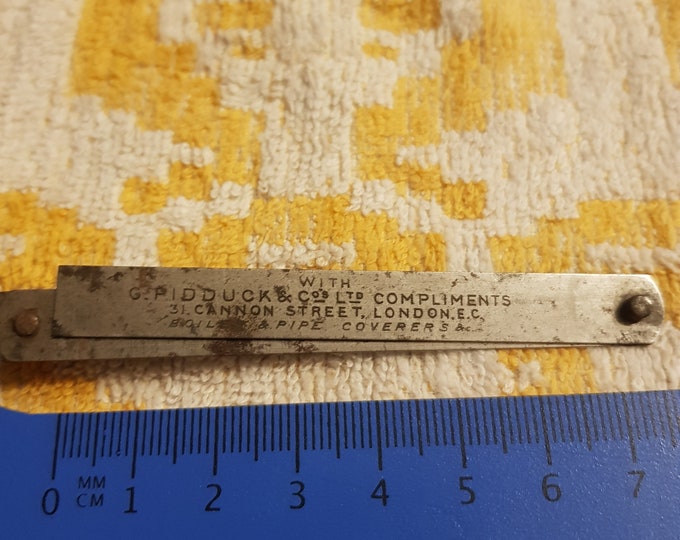 WITH
G. PIDDUCK & Cos LTD COMPLIMENTS
31, CANNON STREET, LONDON, E.C.
BOILER & PIPE COVERERS &c.
0 MM CM 1 2 3 4 5 6 7